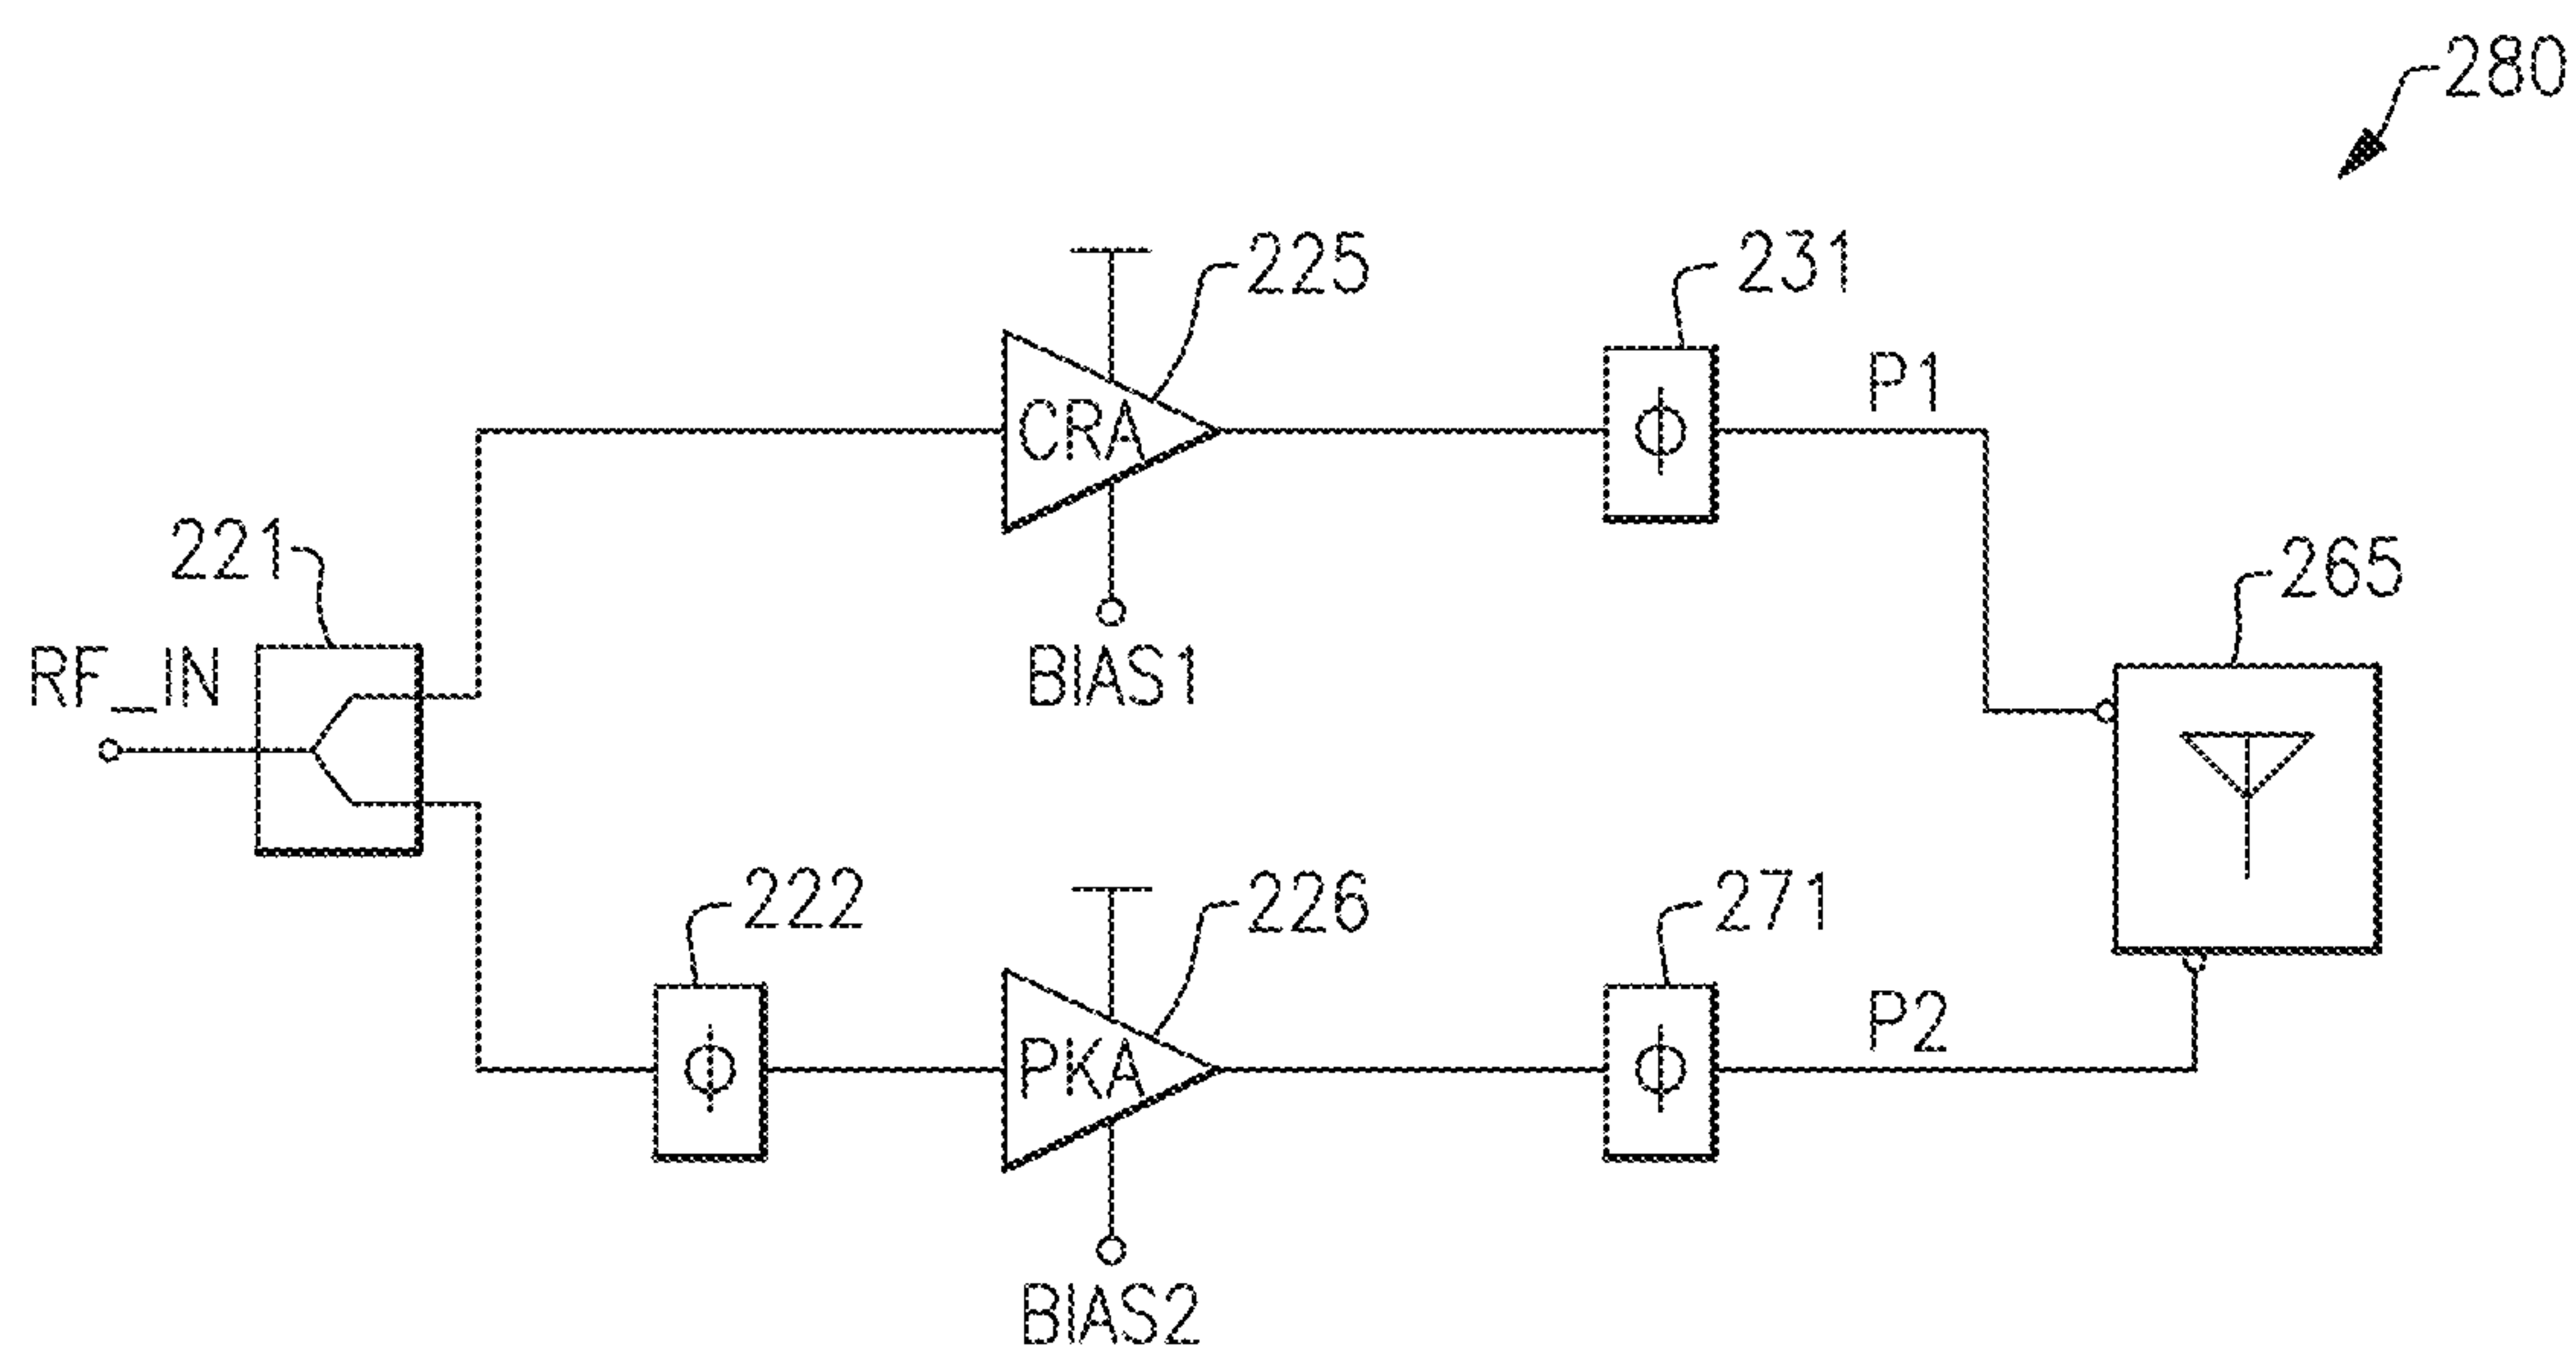 280
225
231
CRA
P1
221
265
RF_IN
BIAS1
222
226
271
ϕ
PKA
ϕ
P2
ϕ
BIAS2